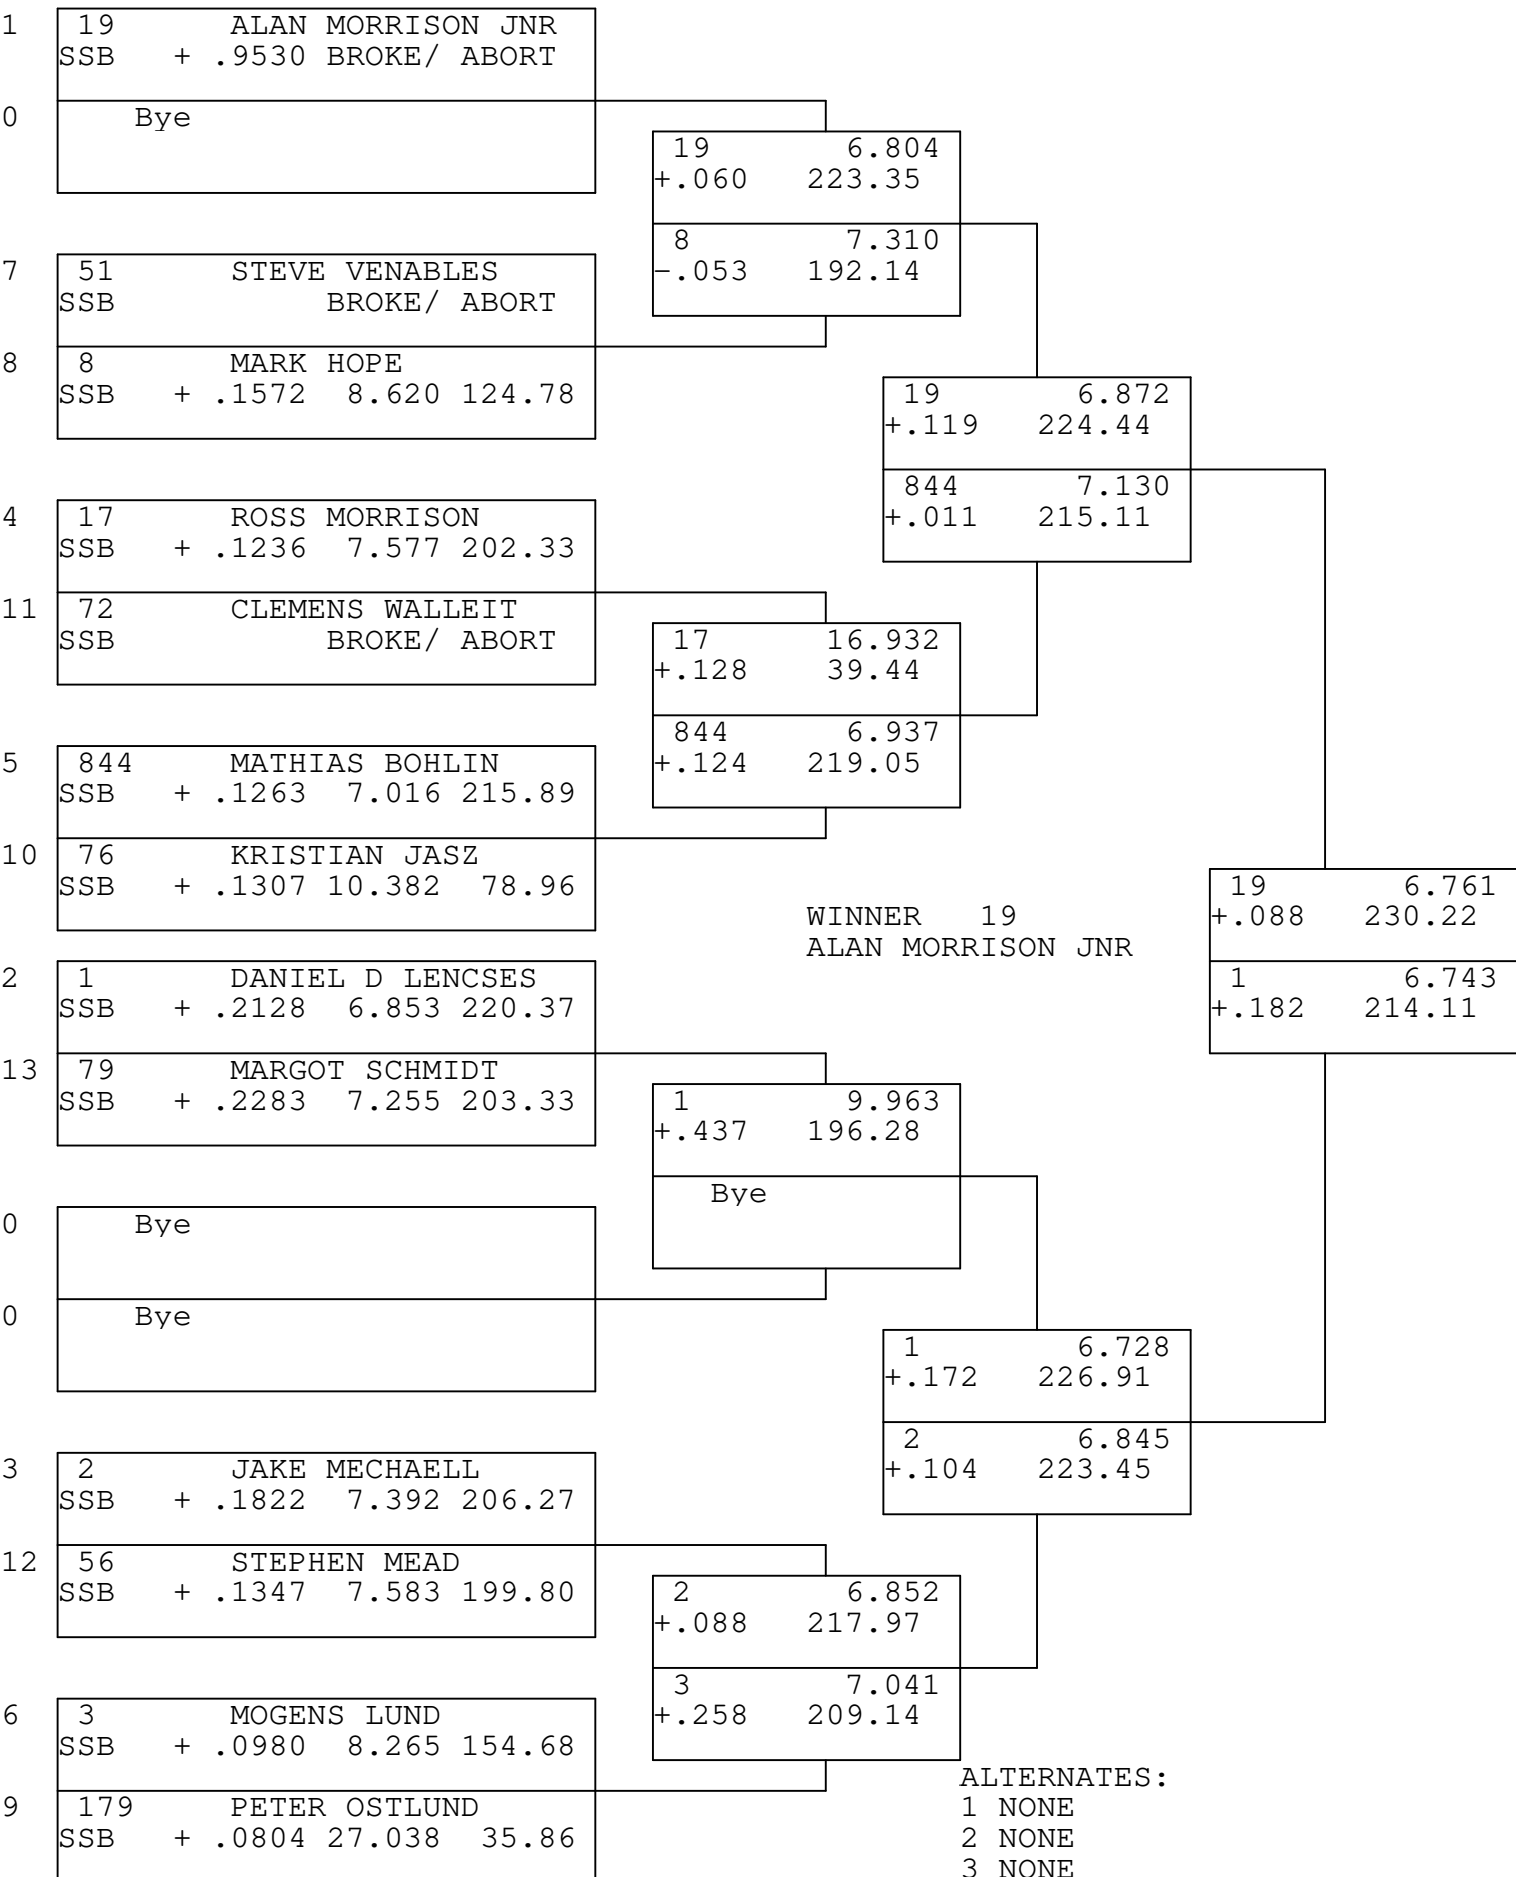 1 19 ALAN MORRISON JNR
SSB + .9530 BROKE/ ABORT
0 Bye
7 51 STEVE VENABLES
SSB BROKE/ ABORT
8 8 MARK HOPE
SSB + .1572 8.620 124.78
4 17 ROSS MORRISON
SSB + .1236 7.577 202.33
11 72 CLEMENS WALLEIT
SSB BROKE/ ABORT
5 844 MATHIAS BOHLIN
SSB + .1263 7.016 215.89
10 76 KRISTIAN JASZ
SSB + .1307 10.382 78.96
2 1 DANIEL D LENCSES
SSB + .2128 6.853 220.37
13 79 MARGOT SCHMIDT
SSB + .2283 7.255 203.33
0 Bye
0 Bye
3 2 JAKE MECHAELL
SSB + .1822 7.392 206.27
12 56 STEPHEN MEAD
SSB + .1347 7.583 199.80
6 3 MOGENS LUND
SSB + .0980 8.265 154.68
9 179 PETER OSTLUND
SSB + .0804 27.038 35.86
19 6.804
+.060 223.35
8 7.310
-.053 192.14
17 16.932
+.128 39.44
844 6.937
+.124 219.05
1 9.963
+.437 196.28
Bye
2 6.852
+.088 217.97
3 7.041
+.258 209.14
19 6.872
+.119 224.44
844 7.130
+.011 215.11
1 6.728
+.172 226.91
2 6.845
+.104 223.45
WINNER 19
ALAN MORRISON JNR
19 6.761
+.088 230.22
1 6.743
+.182 214.11
ALTERNATES:
1 NONE
2 NONE
3 NONE